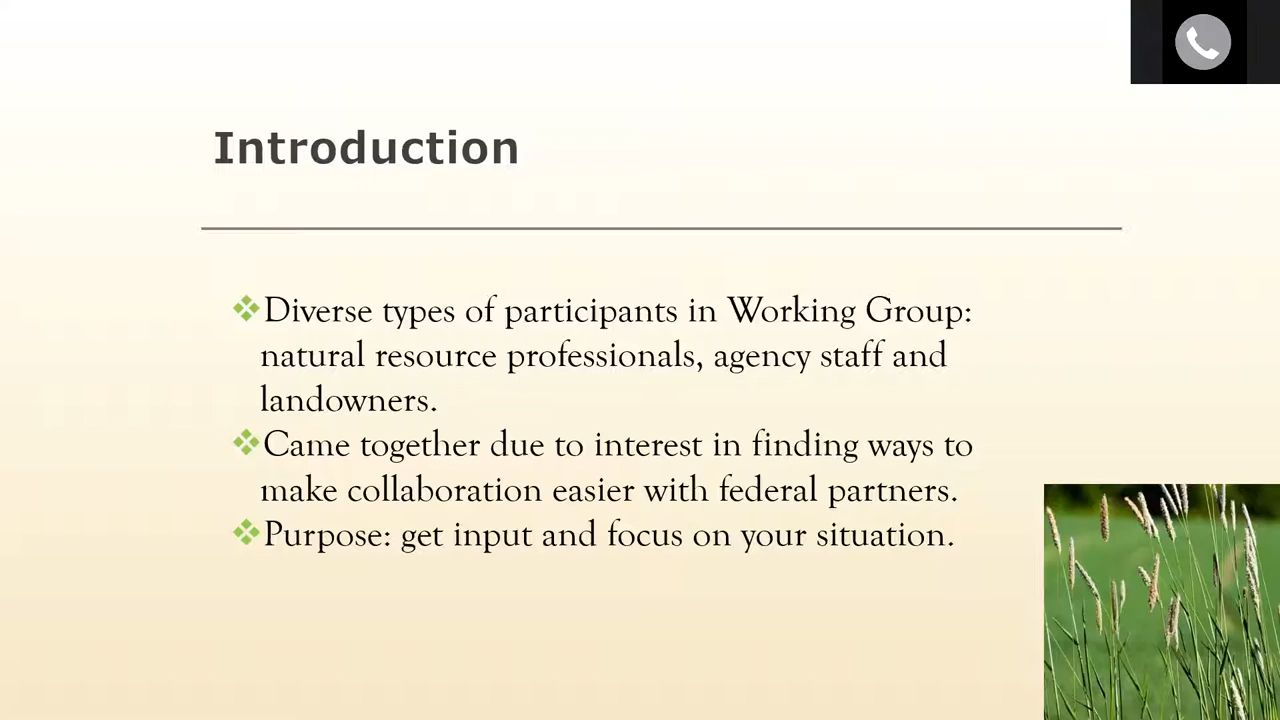 Introduction
Diverse types of participants in Working Group:
natural resource professionals, agency staff and
landowners.
Came together due to interest in finding ways to
make collaboration easier with federal partners.
Purpose: get input and focus on your situation.